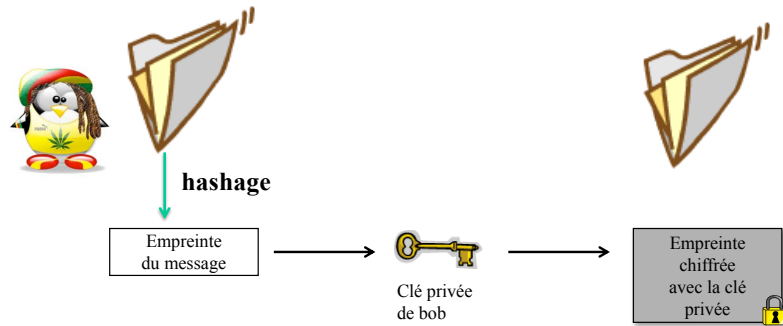 hashage
Empreinte
du message
Clé privée
de bob
Empreinte
chiffrée
avec la clé
privée